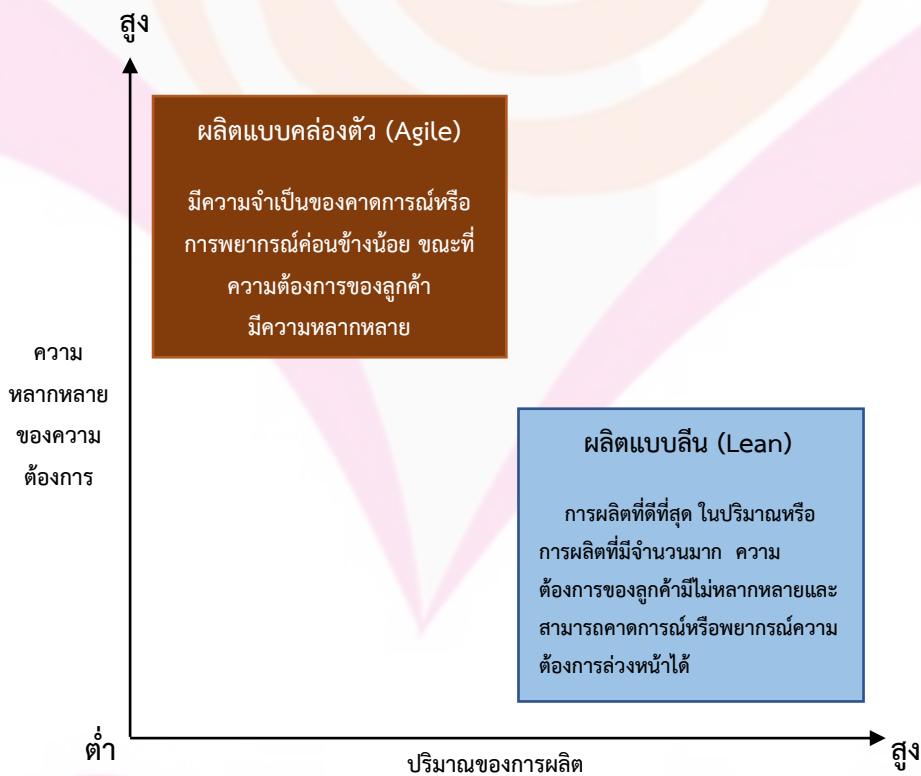 สูง
ผลิตแบบคล่องตัว (Agile)
มีความจำเป็นของคาดการณ์หรือ
การพยากรณ์ค่อนข้างน้อย ขณะที่
ความต้องการของลูกค้า
มีความหลากหลาย
ความ
หลากหลาย
ของความ
ต้องการ
ผลิตแบบลีน (Lean)
การผลิตที่ดีที่สุด ในปริมาณหรือ
การผลิตที่มีจำนวนมาก ความ
ต้องการของลูกค้ามีไม่หลากหลายและ
สามารถคาดการณ์หรือพยากรณ์ความ
ต้องการล่วงหน้าได้
ต่ำ
ปริมาณของการผลิต
สูง